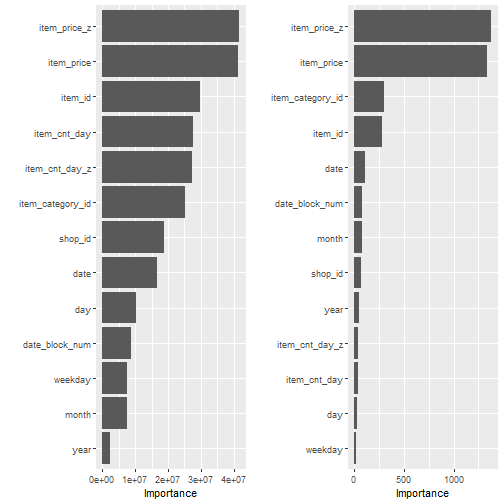 item_price_z
item_price
item_id
item_cnt_day
item_cnt_day_z
item_category_id
shop_id
date
day
date_block_num
weekday
month
year
0e+00 1e+07 2e+07 3e+07 4e+07
Importance
item_price_z
item_price
item_category_id
item_id
date
date_block_num
month
shop_id
year
item_cnt_day_z
item_cnt_day
day
weekday
0 500 1000
Importance